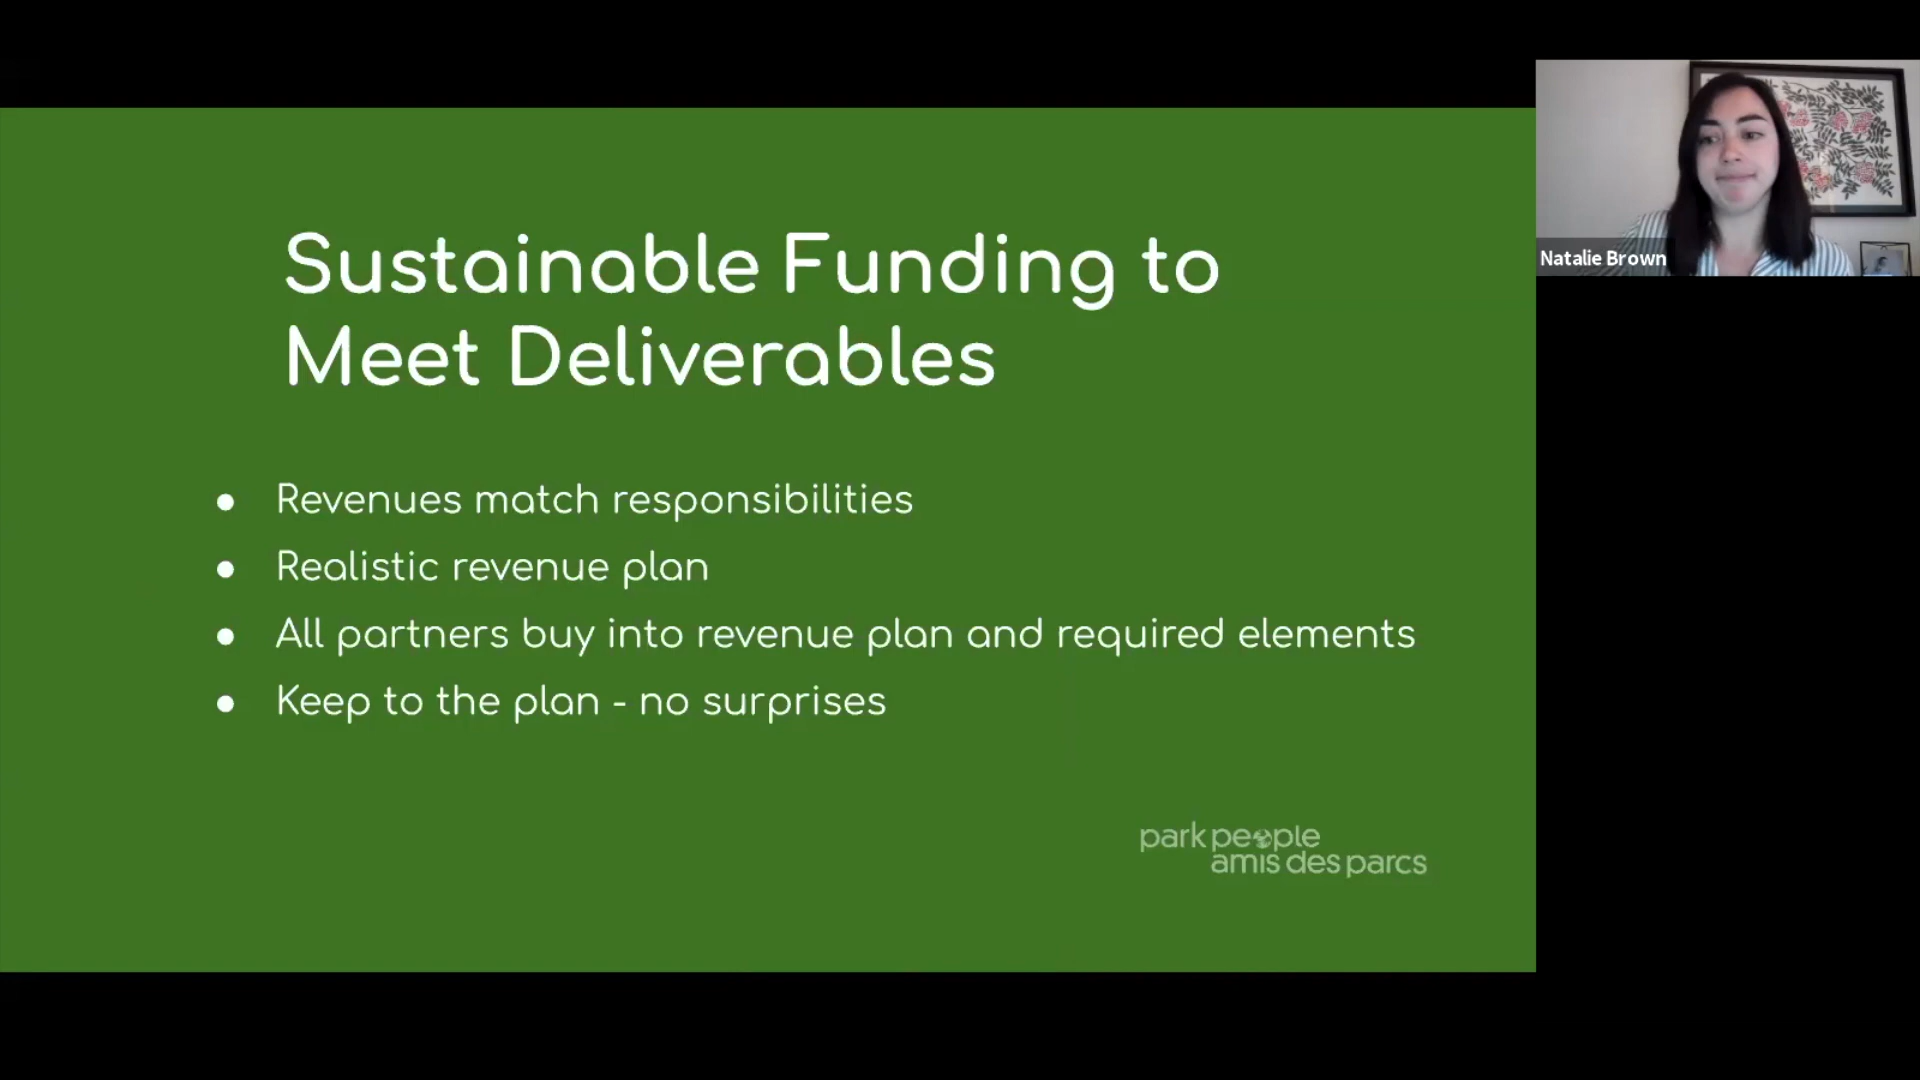 Sustainable Funding to
Meet Deliverables
● Revenues match responsibilities
● Realistic revenue plan
● All partners buy into revenue plan and required elements
● Keep to the plan - no surprises
park people
amis des parcs
Natalie Brown